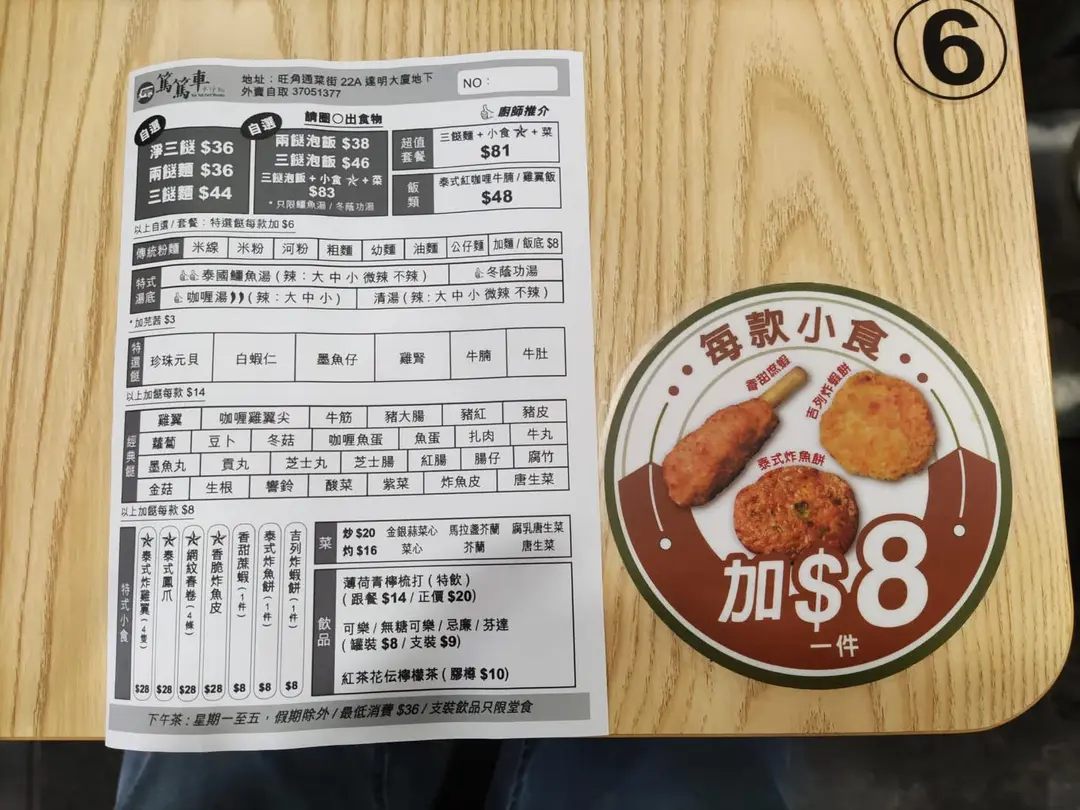 6
篤篤車
地址：旺角通菜街 22A 達明大廈地下
外賣自取 37051377
NO：
請圈○出食物
廚師推介
自選
淨三餸 $36
兩餸麵 $36
三餸麵 $44
自選
兩餸泡飯 $38
三餸泡飯 $46
三餸泡飯 + 小食 ★ + 菜
$83
* 只限鱷魚湯 / 冬蔭功湯
超值套餐
三餸麵 + 小食 ★ + 菜
$81
飯類
泰式紅咖哩牛腩 / 雞翼飯
$48
以上自選 / 套餐：特選餸每款加 $6
傳統粉麵 米線 米粉 河粉 粗麵 幼麵 油麵 公仔麵 加麵 / 飯底 $8
特式湯底
泰國鱷魚湯 ( 辣：大 中 小 微辣 不辣 ) 冬蔭功湯
咖喱湯 ( 辣：大 中 小 ) 清湯 ( 辣：大 中 小 微辣 不辣 )
* 加芫茜 $3
特選餸 珍珠元貝 白蝦仁 墨魚仔 雞腎 牛腩 牛肚
以上加餸每款 $14
經典餸
雞翼 咖喱雞翼尖 牛筋 豬大腸 豬紅 豬皮
蘿蔔 豆卜 冬菇 咖喱魚蛋 魚蛋 扎肉 牛丸
墨魚丸 貢丸 芝士丸 芝士腸 紅腸 腸仔 腐竹
金菇 生根 響鈴 酸菜 紫菜 炸魚皮 唐生菜
以上加餸每款 $8
特式小食
★泰式炸雞翼 ( 4 隻 ) $28
★泰式鳳爪 $28
★網紋春卷 ( 4 條 ) $28
★香脆炸魚皮 $28
香甜蔗蝦 ( 1 件 ) $8
泰式炸魚餅 ( 1 件 ) $8
吉列炸蝦餅 ( 1 件 ) $8
菜
炒 $20 金銀蒜菜心 馬拉盞芥蘭 腐乳唐生菜
灼 $16 菜心 芥蘭 唐生菜
飲品
薄荷青檸梳打 ( 特飲 )
( 跟餐 $14 / 正價 $20)
可樂 / 無糖可樂 / 忌廉 / 芬達
( 罐裝 $8 / 支裝 $9)
紅茶花伝檸檬茶 ( 膠樽 $10)
下午茶 : 星期一至五，假期除外 / 最低消費 $36 / 支裝飲品只限堂食
每款小食
香甜蔗蝦
吉列炸蝦餅
泰式炸魚餅
加$8
一件